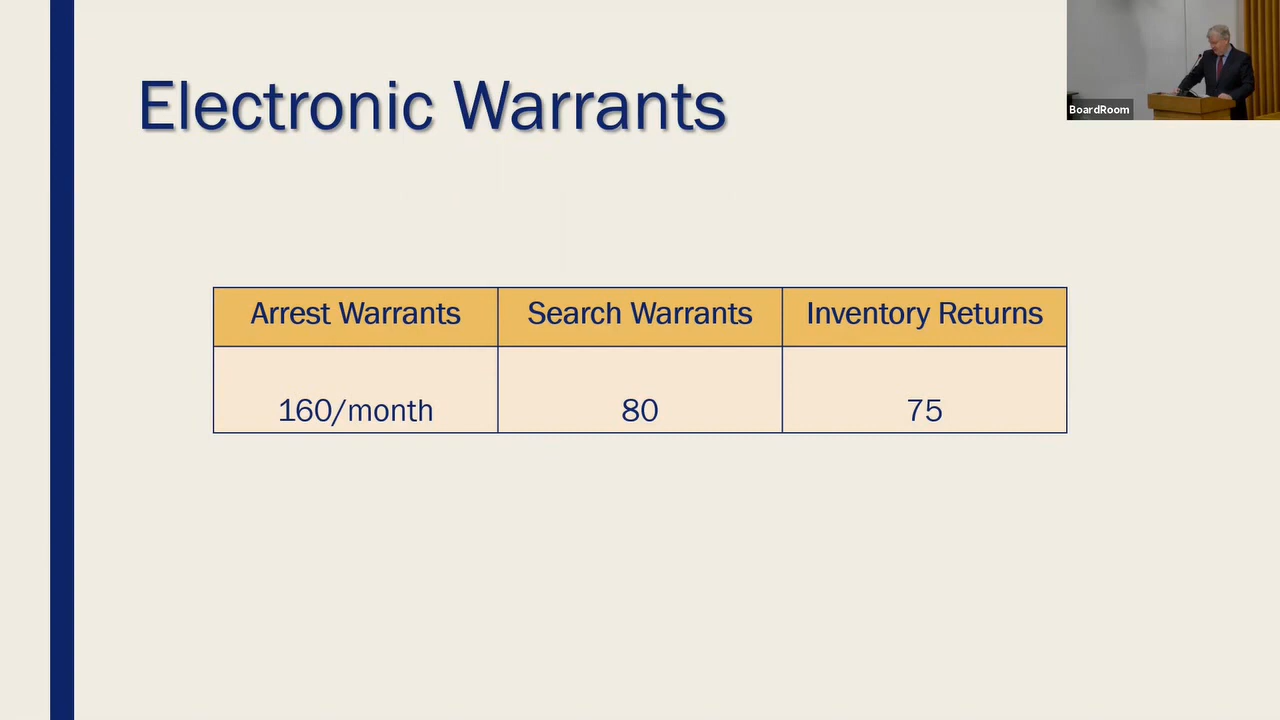 Electronic Warrants
BoardRoom
Arrest Warrants Search Warrants Inventory Returns
160/month 80 75